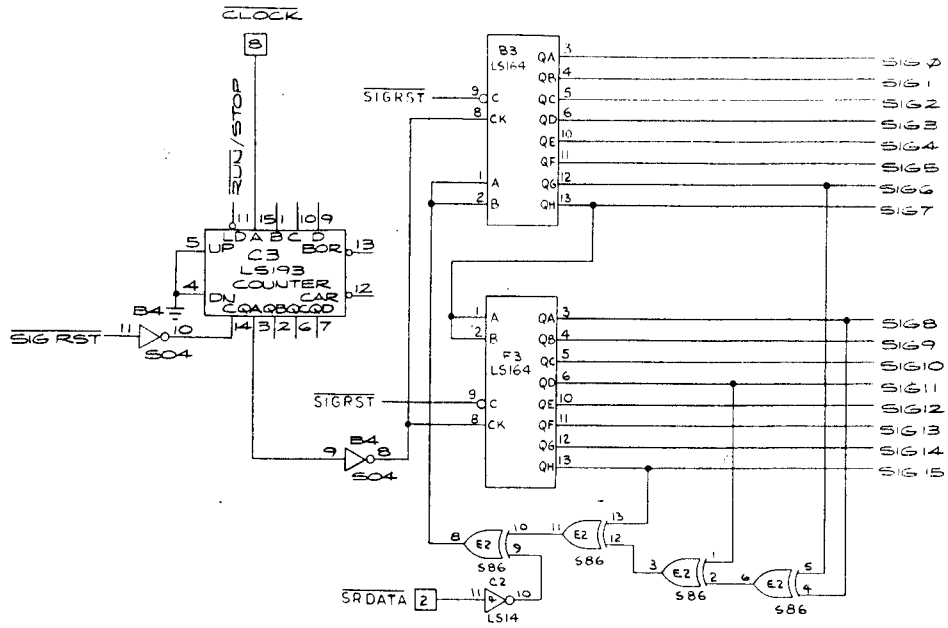 CLOCK
8
RUN/STOP
11 15 1 10 9
LD A B C D
5 UP BOR 13
C3
LS193
COUNTER
4 DN CAR 12
C QA QB QC QD
14 3 2 6 7
SIG RST 11 B4 10
S04
9 B4 8
S04
B3
LS164
SIGRST 9 C
8 CK
1 A
2 B
QA 3 SIG 0
QB 4 SIG 1
QC 5 SIG 2
QD 6 SIG 3
QE 10 SIG 4
QF 11 SIG 5
QG 12 SIG 6
QH 13 SIG 7
F3
LS164
1 A
2 B
SIGRST 9 C
8 CK
QA 3 SIG 8
QB 4 SIG 9
QC 5 SIG 10
QD 6 SIG 11
QE 10 SIG 12
QF 11 SIG 13
QG 12 SIG 14
QH 13 SIG 15
8 E2 10
9
S86
11 E2 13
12
S86
3 E2 1
2
S86
6 E2 5
4
S86
SRDATA 2 11 C2 10
LS14